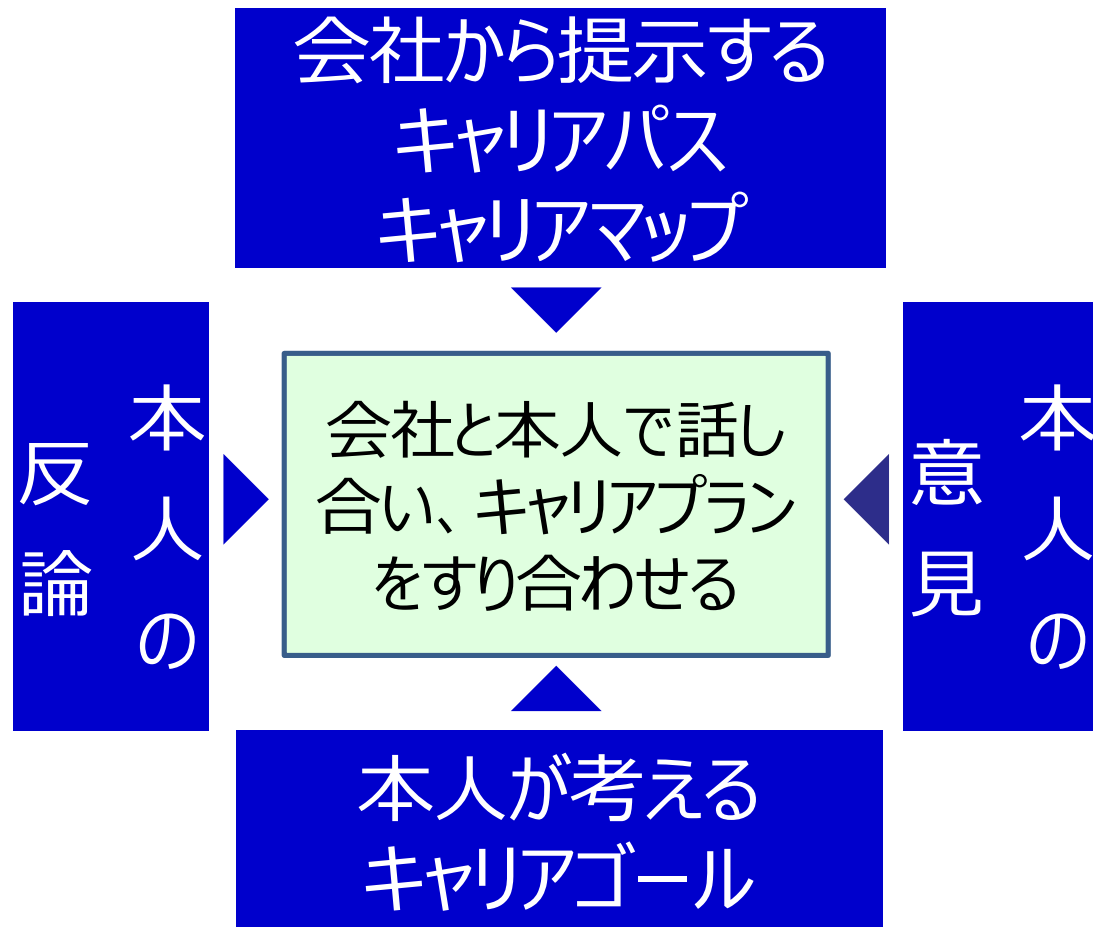 会社から提示する
キャリアパス
キャリアマップ
本人の
反論
会社と本人で話し
合い、キャリアプラン
をすり合わせる
本人の
意見
本人が考える
キャリアゴール